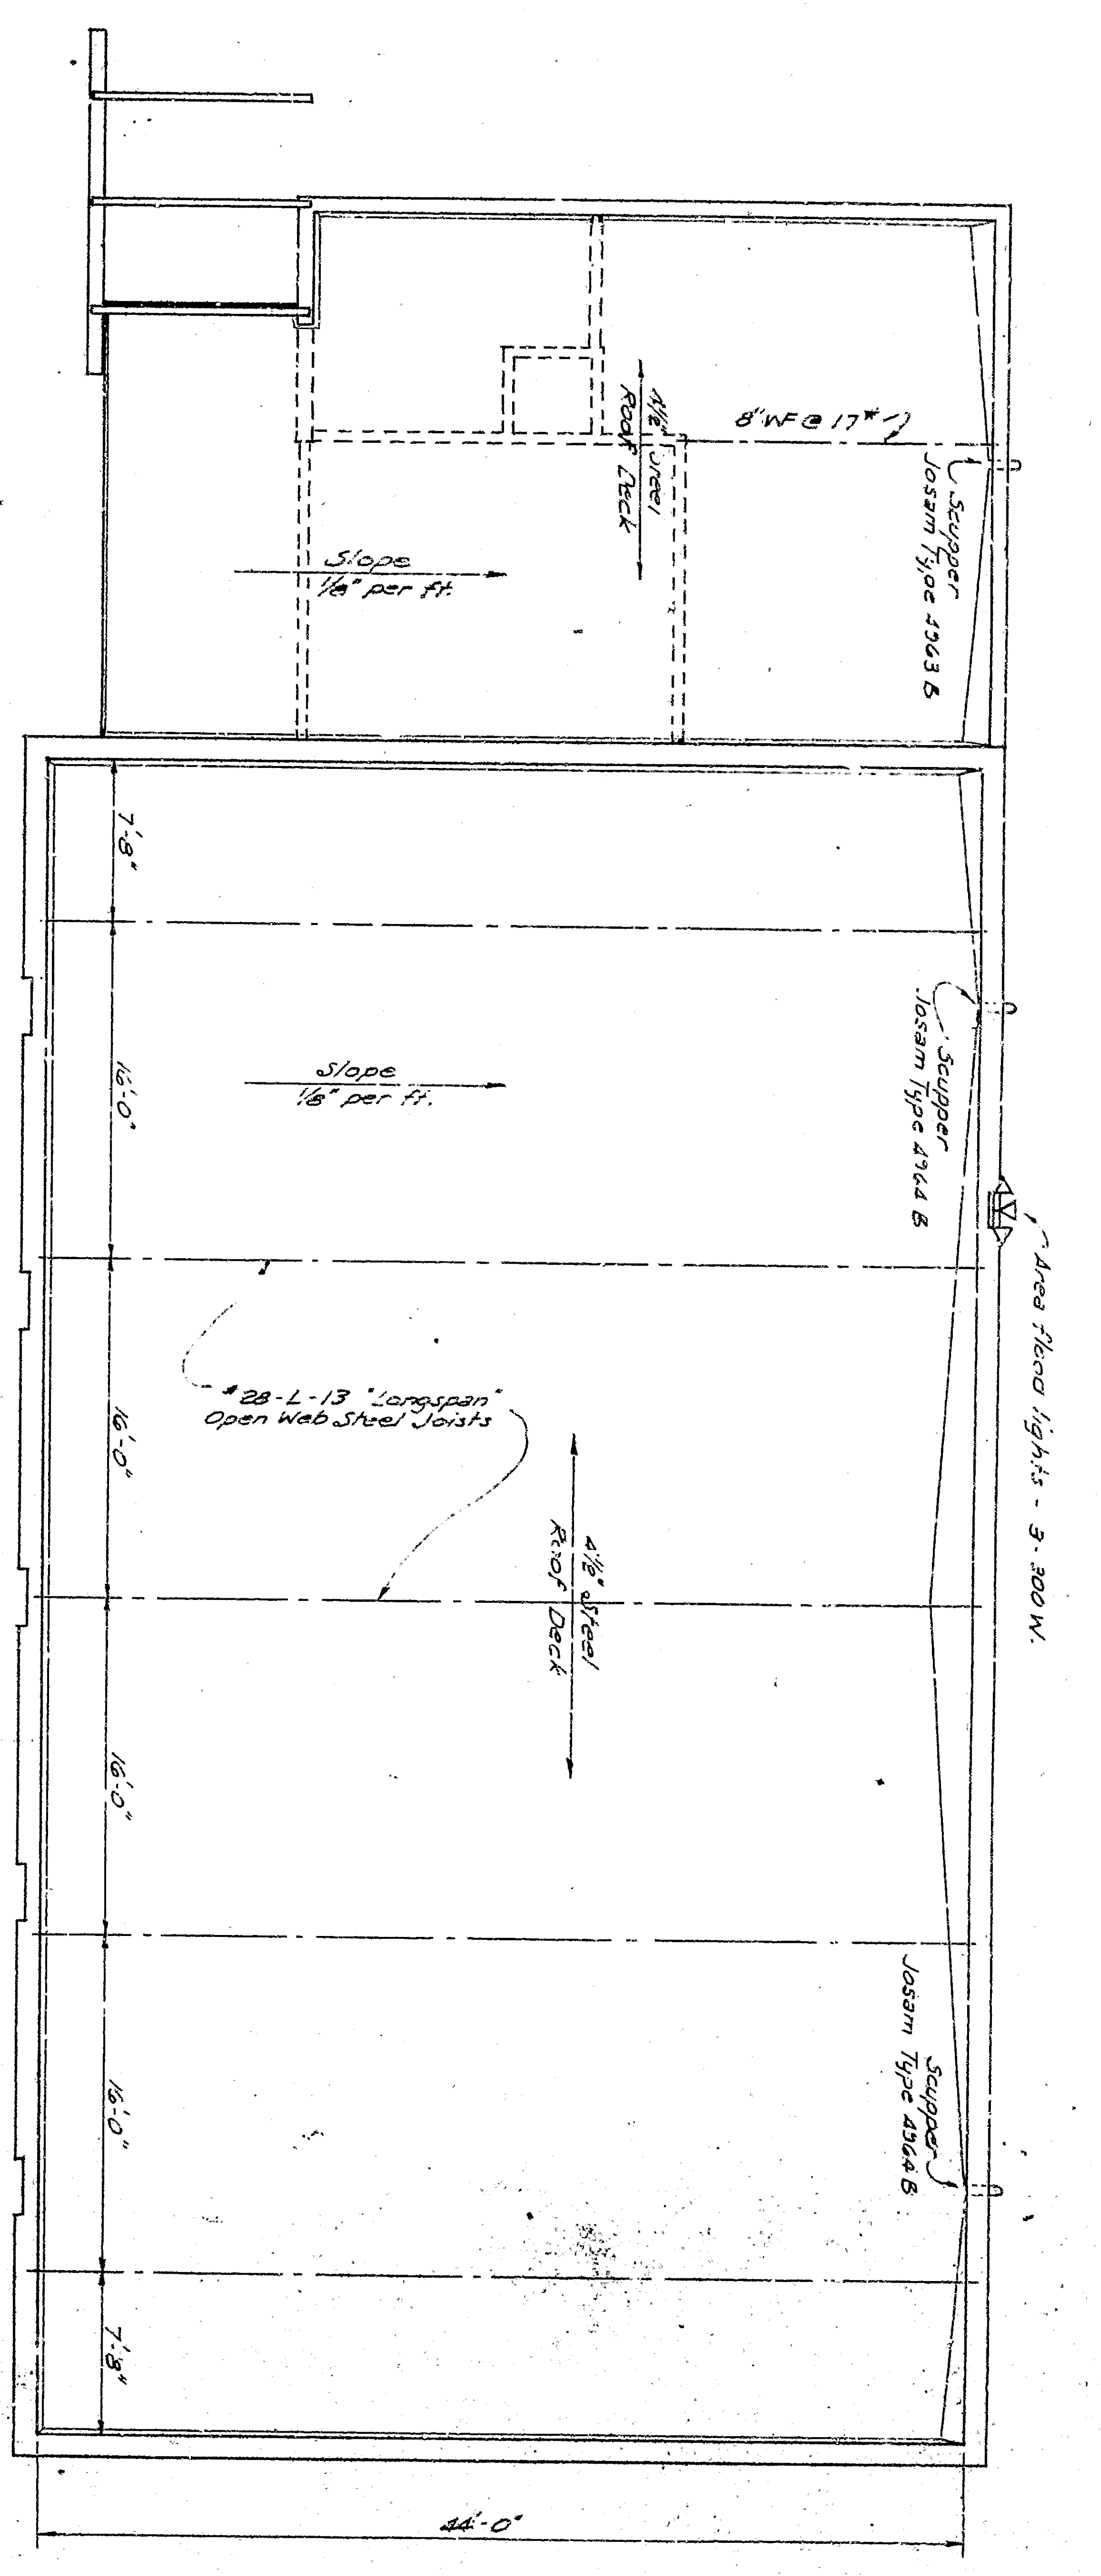 8" WF @ 17#
4½" Steel
Roof Deck
Scupper
Josam Type 4963 B
Slope
1/8" per ft.
7'-8"
16'-0"
Slope
1/8" per ft.
Scupper
Josam Type 4964 B
Area flood lights - 3 - 300 W.
#28-L-13 "Longspan"
Open Web Steel Joists
16'-0"
4½" Steel
Roof Deck
16'-0"
Scupper
Josam Type 4964 B
16'-0"
7'-8"
44'-0"